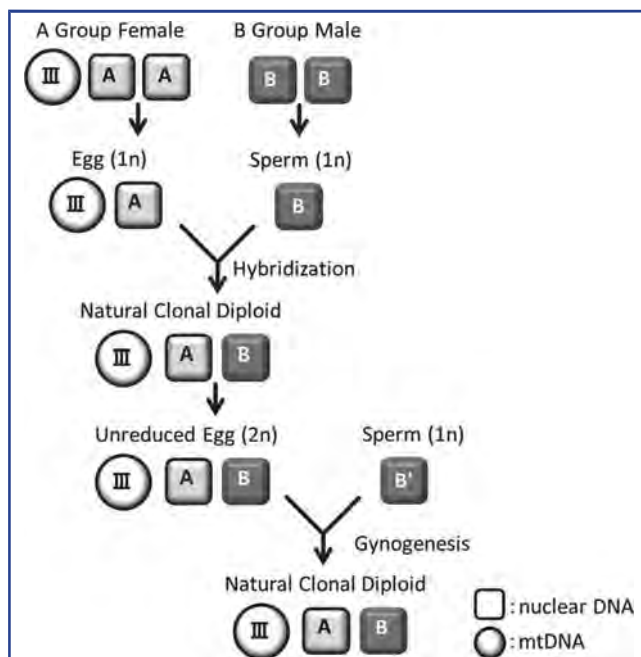 A Group Female B Group Male
III A A B B
Egg (1n) Sperm (1n)
III A B
Hybridization
Natural Clonal Diploid
III A B
Unreduced Egg (2n) Sperm (1n)
III A B B'
Gynogenesis
Natural Clonal Diploid
III A B
: nuclear DNA
: mtDNA